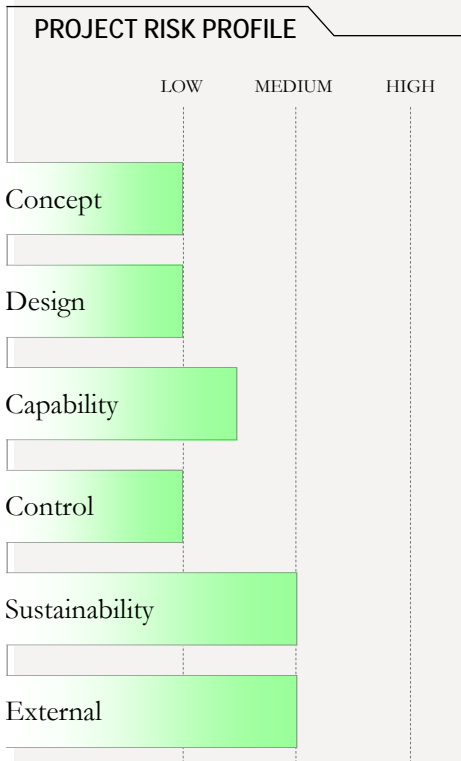 PROJECT RISK PROFILE
LOW MEDIUM HIGH
Concept
Design
Capability
Control
Sustainability
External